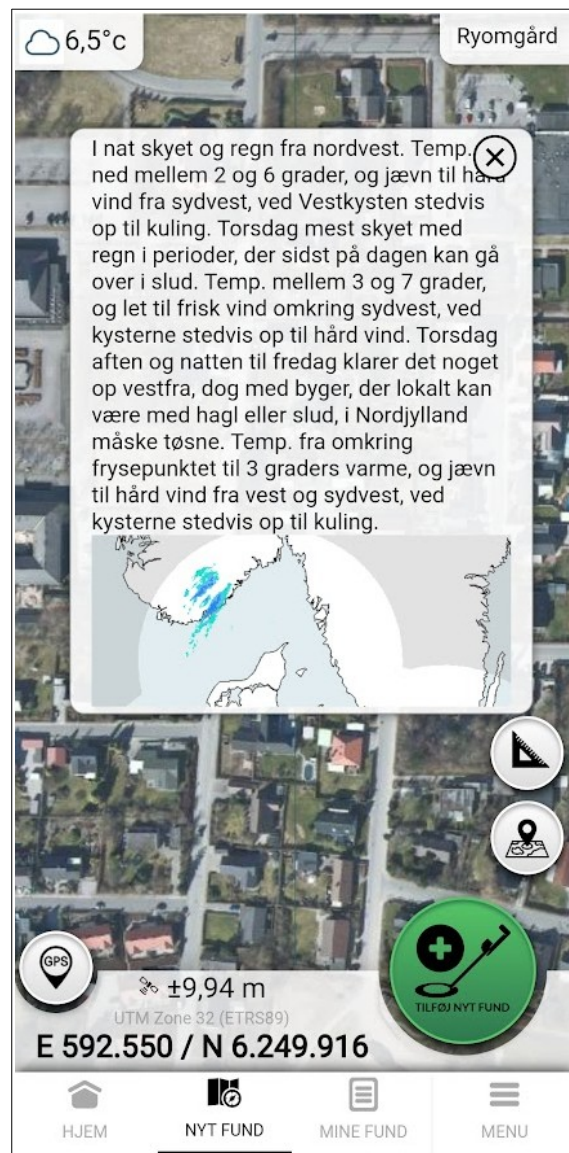 6,5°c
Ryomgård
I nat skyet og regn fra nordvest. Temp.
ned mellem 2 og 6 grader, og jævn til hård
vind fra sydvest, ved Vestkysten stedvis
op til kuling. Torsdag mest skyet med
regn i perioder, der sidst på dagen kan gå
over i slud. Temp. mellem 3 og 7 grader,
og let til frisk vind omkring sydvest, ved
kysterne stedvis op til hård vind. Torsdag
aften og natten til fredag klarer det noget
op vestfra, dog med byger, der lokalt kan
være med hagl eller slud, i Nordjylland
måske tøsne. Temp. fra omkring
frysepunktet til 3 graders varme, og jævn
til hård vind fra vest og sydvest, ved
kysterne stedvis op til kuling.
GPS
±9,94 m
UTM Zone 32 (ETRS89)
E 592.550 / N 6.249.916
TILFØJ NYT FUND
HJEM
NYT FUND
MINE FUND
MENU